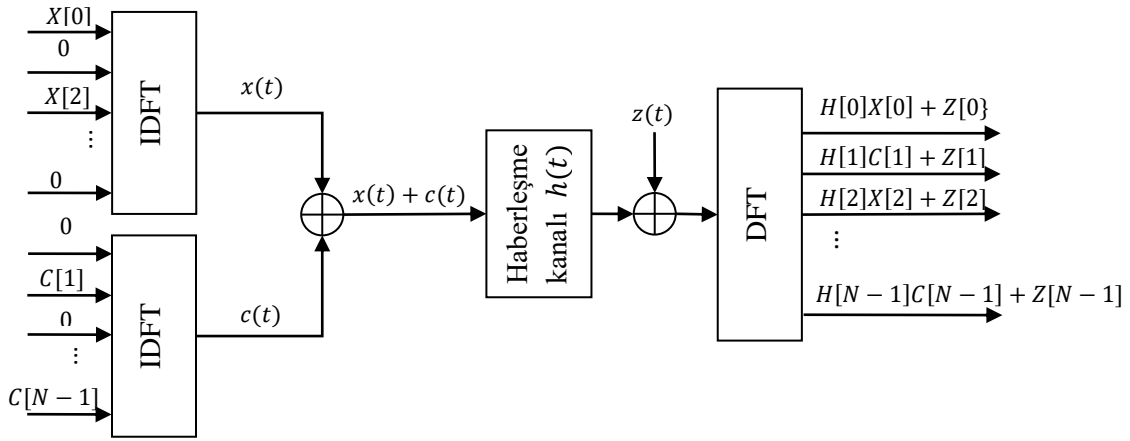 X[0]
0
X[2]
⋯
0
IDFT
x(t)
0
C[1]
0
⋯
C[N − 1]
IDFT
c(t)
x(t) + c(t)
Haberleşme
kanalı h(t)
z(t)
DFT
H[0]X[0] + Z[0}
H[1]C[1] + Z[1]
H[2]X[2] + Z[2]
⋯
H[N − 1]C[N − 1] + Z[N − 1]